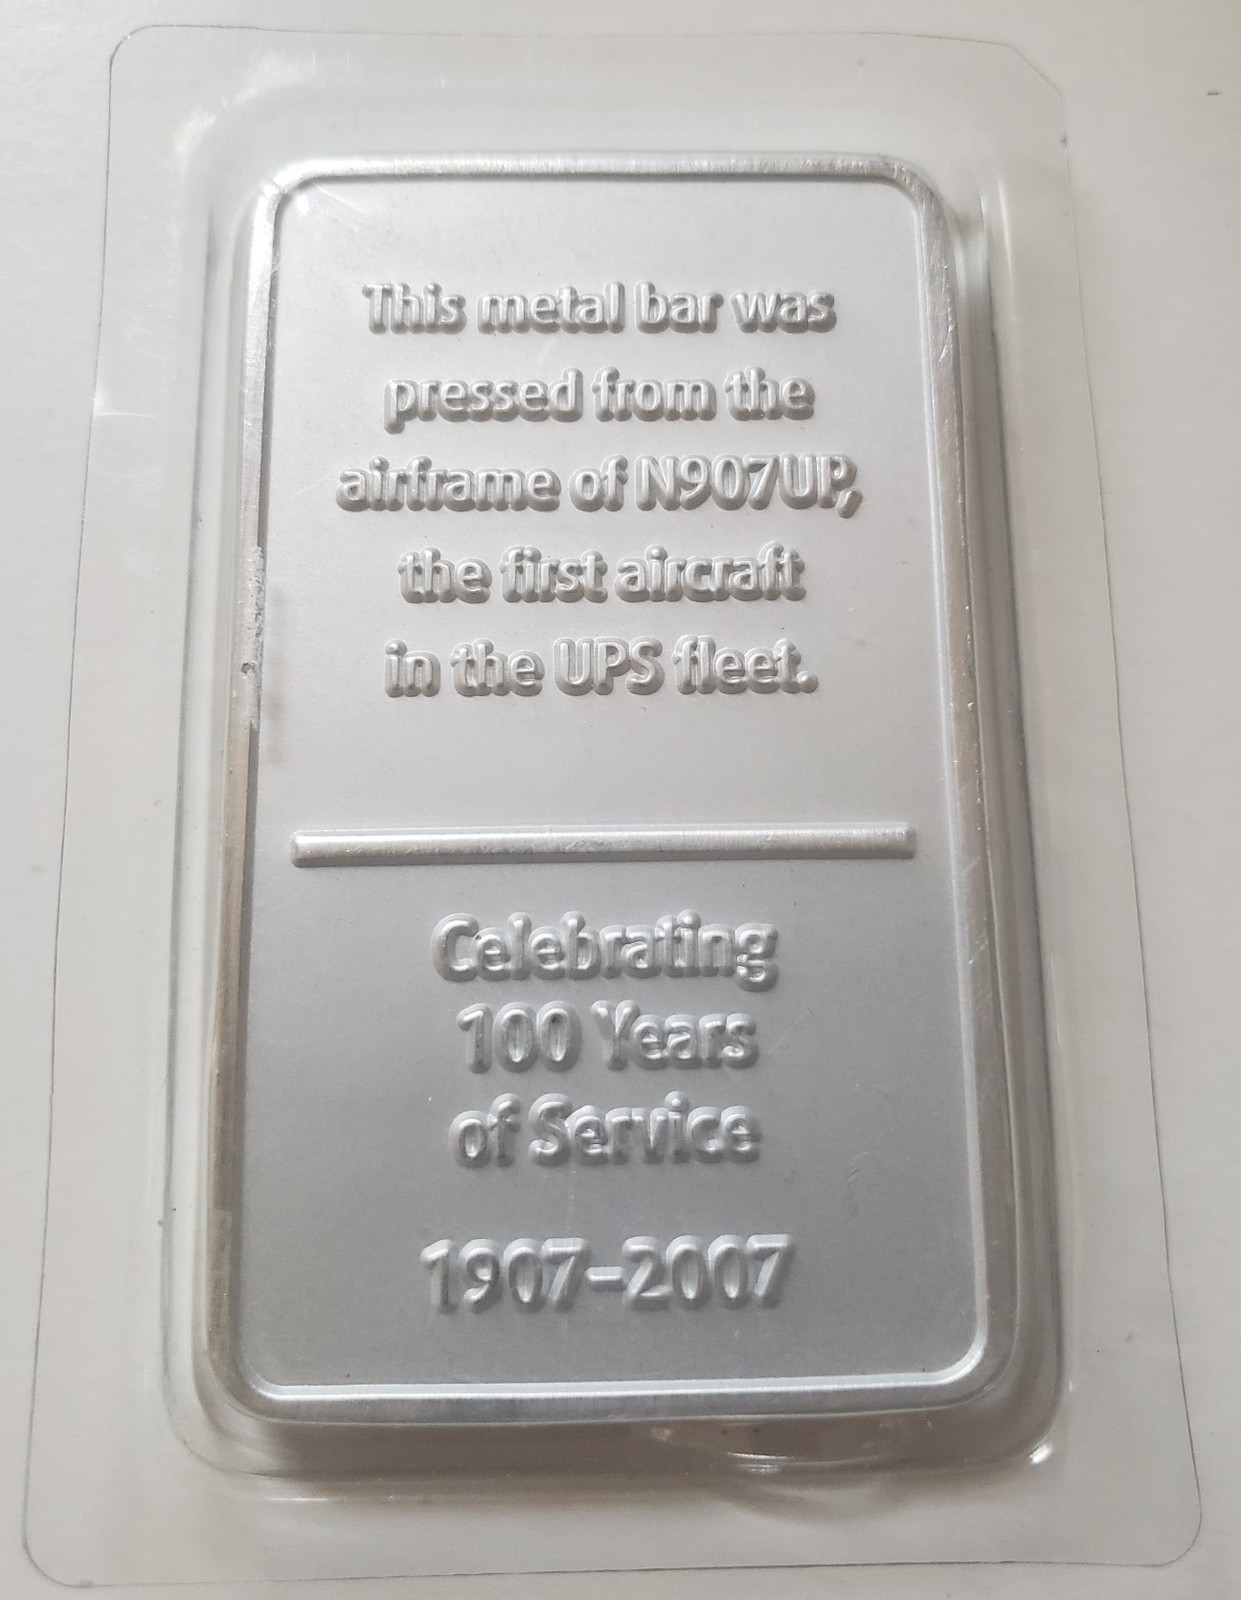 This metal bar was
pressed from the
airframe of N907UP,
the first aircraft
in the UPS fleet.
Celebrating
100 Years
of Service
1907-2007